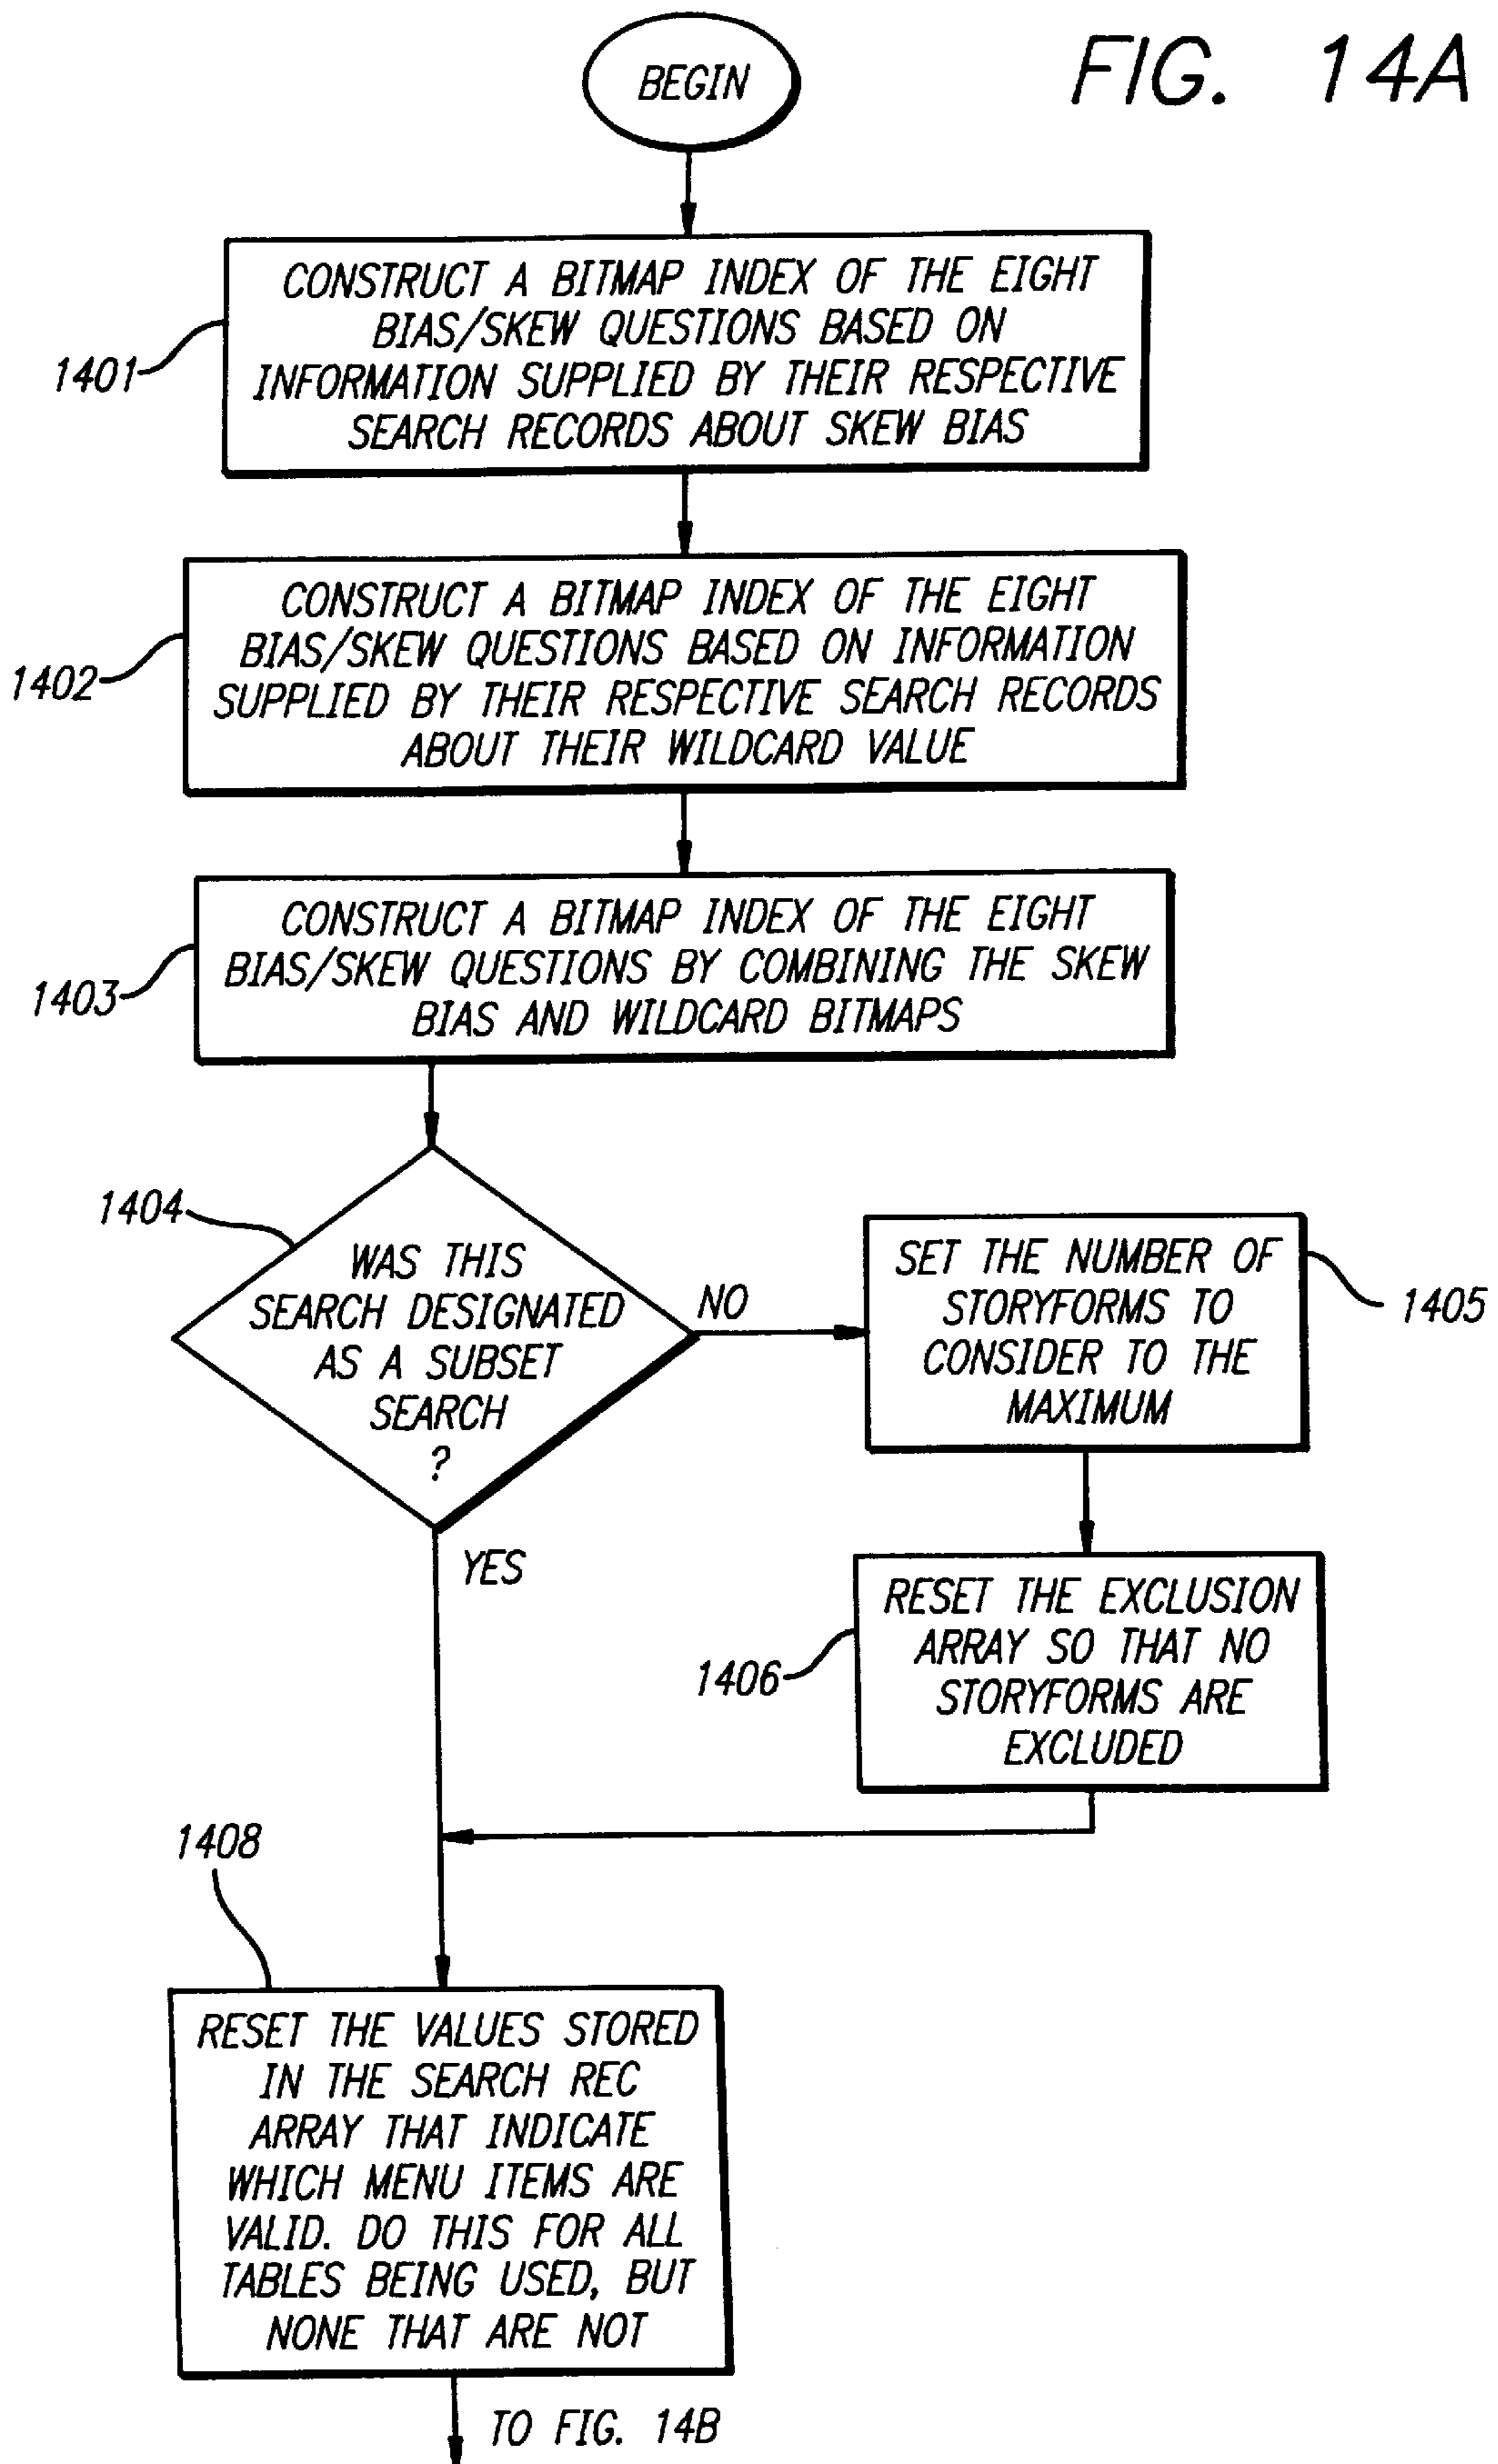 FIG. 14A
BEGIN
1401
CONSTRUCT A BITMAP INDEX OF THE EIGHT
BIAS/SKEW QUESTIONS BASED ON
INFORMATION SUPPLIED BY THEIR RESPECTIVE
SEARCH RECORDS ABOUT SKEW BIAS
1402
CONSTRUCT A BITMAP INDEX OF THE EIGHT
BIAS/SKEW QUESTIONS BASED ON INFORMATION
SUPPLIED BY THEIR RESPECTIVE SEARCH RECORDS
ABOUT THEIR WILDCARD VALUE
1403
CONSTRUCT A BITMAP INDEX OF THE EIGHT
BIAS/SKEW QUESTIONS BY COMBINING THE SKEW
BIAS AND WILDCARD BITMAPS
1404
WAS THIS
SEARCH DESIGNATED
AS A SUBSET
SEARCH
?
NO
SET THE NUMBER OF
STORYFORMS TO
CONSIDER TO THE
MAXIMUM
1405
YES
RESET THE EXCLUSION
ARRAY SO THAT NO
STORYFORMS ARE
EXCLUDED
1406
1408
RESET THE VALUES STORED
IN THE SEARCH REC
ARRAY THAT INDICATE
WHICH MENU ITEMS ARE
VALID. DO THIS FOR ALL
TABLES BEING USED, BUT
NONE THAT ARE NOT
TO FIG. 14B